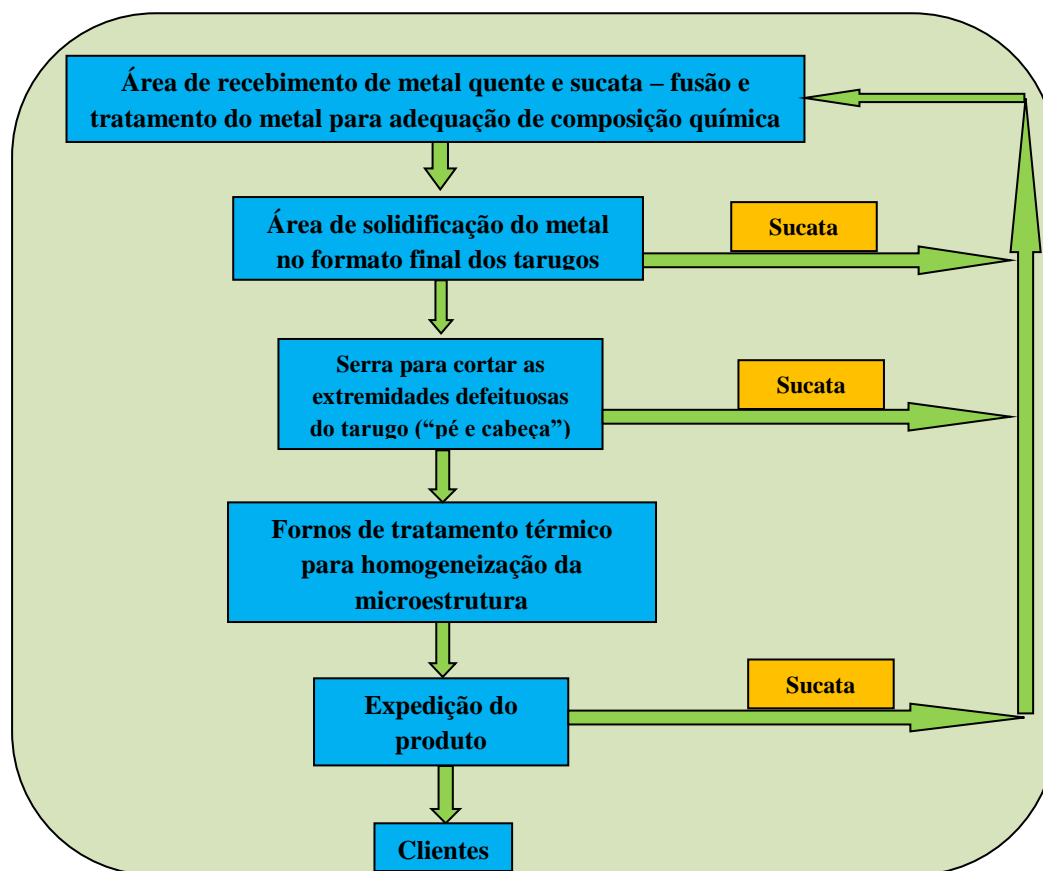 Área de recebimento de metal quente e sucata – fusão e
tratamento do metal para adequação de composição química
Área de solidificação do metal
no formato final dos tarugos
Sucata
Serra para cortar as
extremidades defeituosas
do tarugo (“pé e cabeça”)
Sucata
Fornos de tratamento térmico
para homogeneização da
microestrutura
Expedição do
produto
Sucata
Clientes